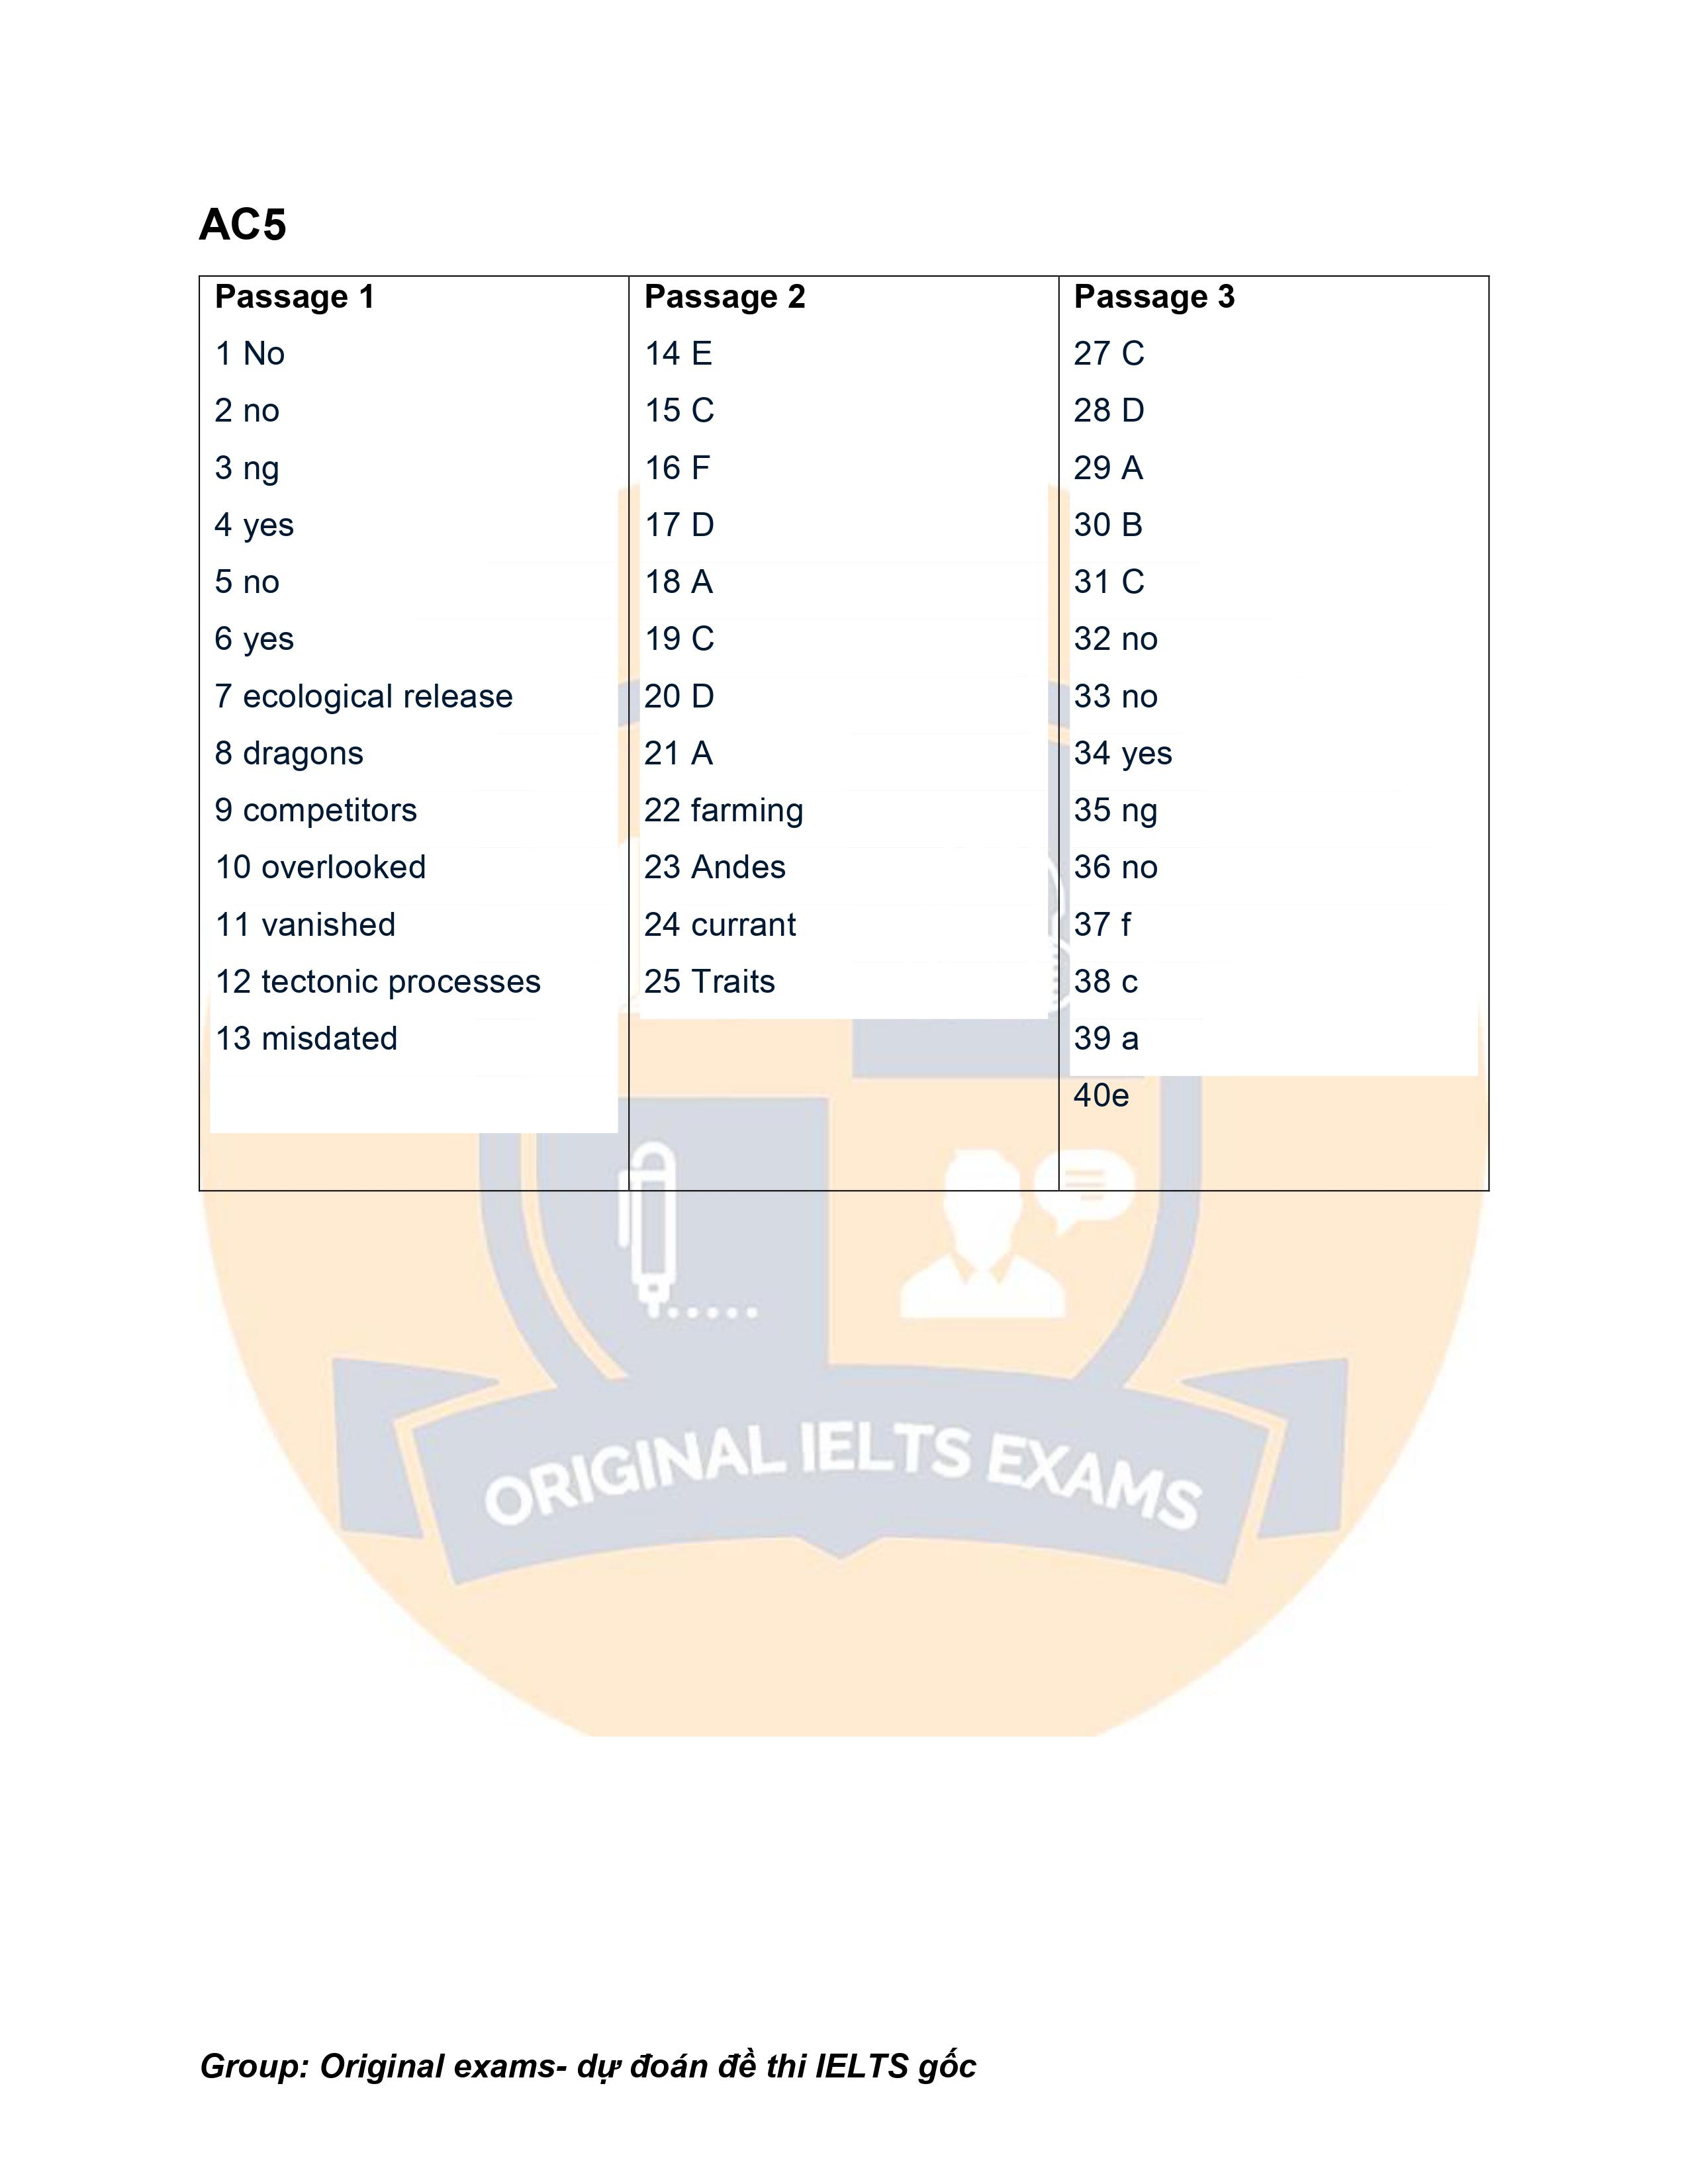 AC5
Passage 1
1 No
2 no
3 ng
4 yes
5 no
6 yes
7 ecological release
8 dragons
9 competitors
10 overlooked
11 vanished
12 tectonic processes
13 misdated
Passage 2
14 E
15 C
16 F
17 D
18 A
19 C
20 D
21 A
22 farming
23 Andes
24 currant
25 Traits
Passage 3
27 C
28 D
29 A
30 B
31 C
32 no
33 no
34 yes
35 ng
36 no
37 f
38 c
39 a
40e
ORIGINAL IELTS EXAMS
Group: Original exams- dự đoán đề thi IELTS gốc